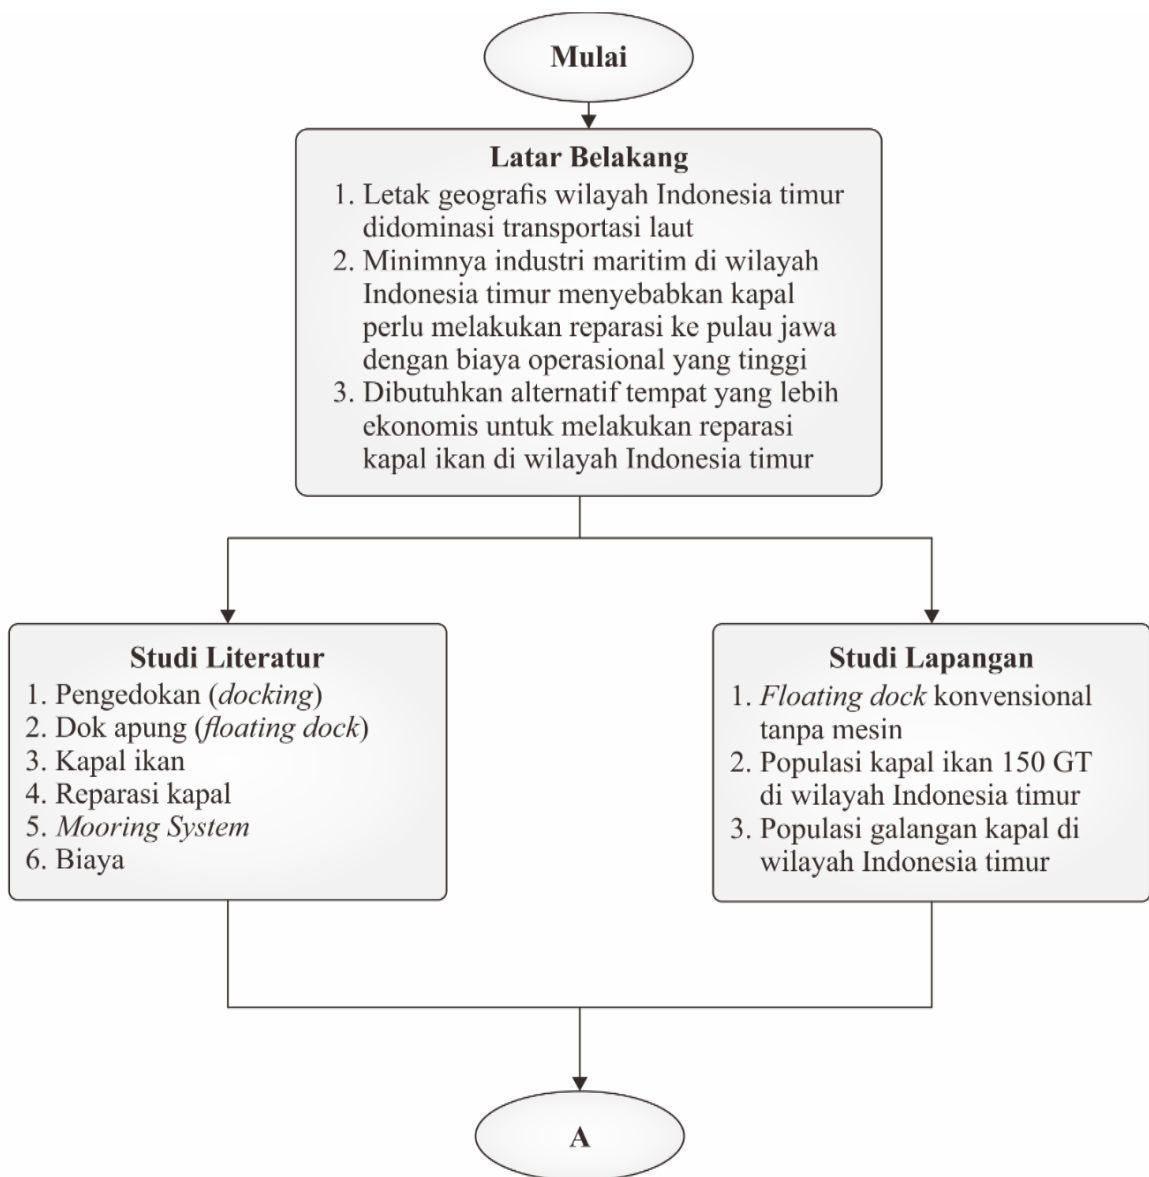 Mulai
Latar Belakang
1. Letak geografis wilayah Indonesia timur
didominasi transportasi laut
2. Minimnya industri maritim di wilayah
Indonesia timur menyebabkan kapal
perlu melakukan reparasi ke pulau jawa
dengan biaya operasional yang tinggi
3. Dibutuhkan alternatif tempat yang lebih
ekonomis untuk melakukan reparasi
kapal ikan di wilayah Indonesia timur
Studi Literatur
1. Pengedokan (docking)
2. Dok apung (floating dock)
3. Kapal ikan
4. Reparasi kapal
5. Mooring System
6. Biaya
Studi Lapangan
1. Floating dock konvensional
tanpa mesin
2. Populasi kapal ikan 150 GT
di wilayah Indonesia timur
3. Populasi galangan kapal di
wilayah Indonesia timur
A